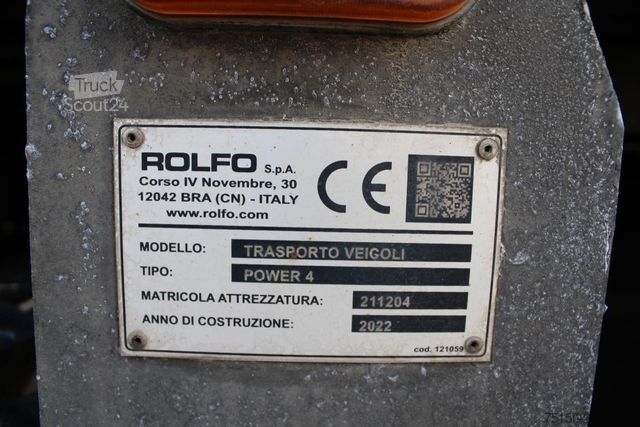 Truck
Scout24
ROLFO S.p.A.
Corso IV Novembre, 30
12042 BRA (CN) - ITALY
www.rolfo.com
CE
MODELLO: TRASPORTO VEIGOLI
TIPO: POWER 4
MATRICOLA ATTREZZATURA: 211204
ANNO DI COSTRUZIONE: 2022
cod. 121059